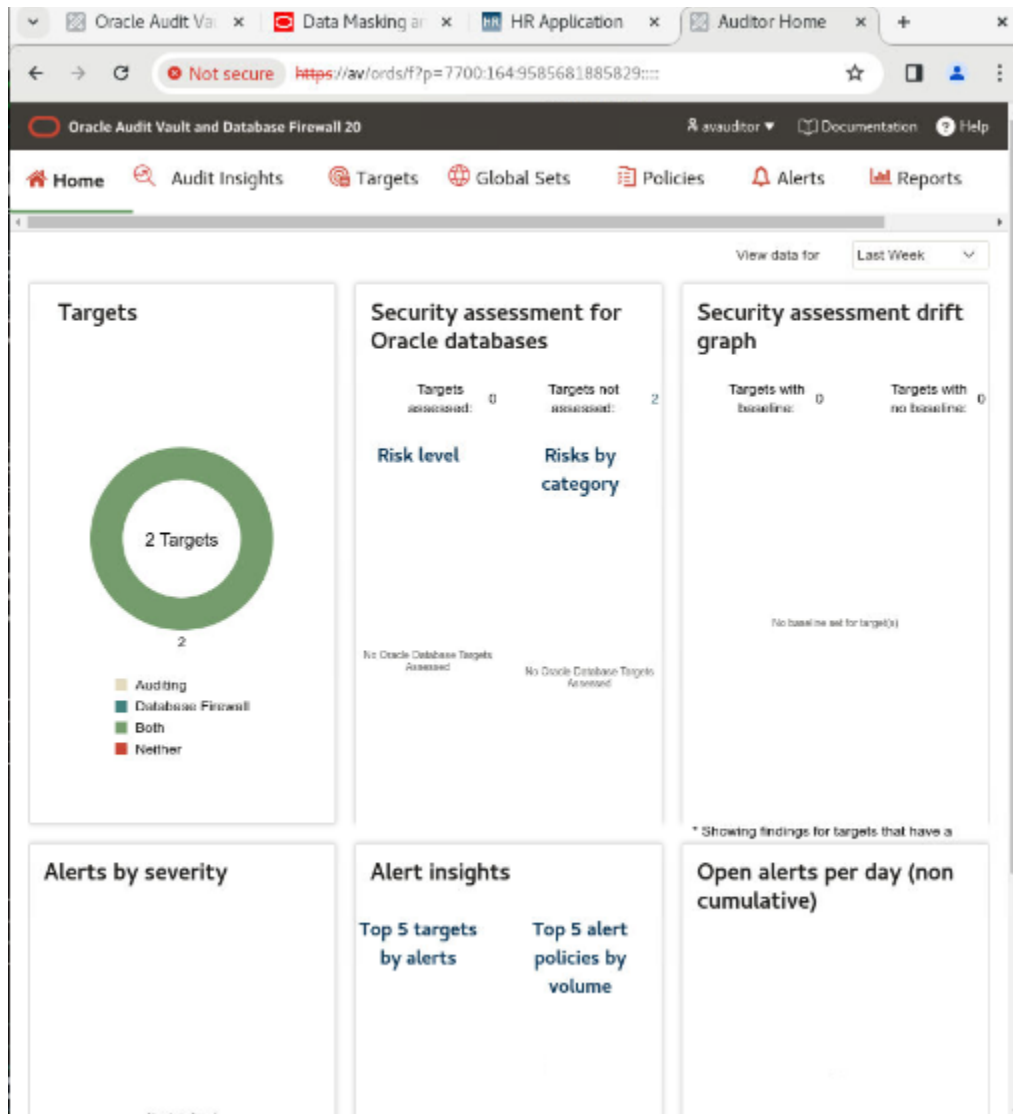 Oracle Audit Va
Data Masking ar
HR Application
Auditor Home
Not secure
https://av/ords/f?p=7700:164:9585681885829:::::
Oracle Audit Vault and Database Firewall 20
avauditor
Documentation
Help
Home
Audit Insights
Targets
Global Sets
Policies
Alerts
Reports
View data for
Last Week
Targets
2 Targets
2
Auditing
Database Firewall
Both
Neither
Security assessment for
Oracle databases
Targets
assessed:
0
Targets not
assessed:
2
Risk level
Risks by
category
No Oracle Database Targets
Assessed
No Oracle Database Targets
Assessed
Security assessment drift
graph
Targets with
baseline:
0
Targets with
no baseline:
0
No baseline set for target(s)
* Showing findings for targets that have a
Alerts by severity
Alert insights
Top 5 targets
by alerts
Top 5 alert
policies by
volume
Open alerts per day (non
cumulative)